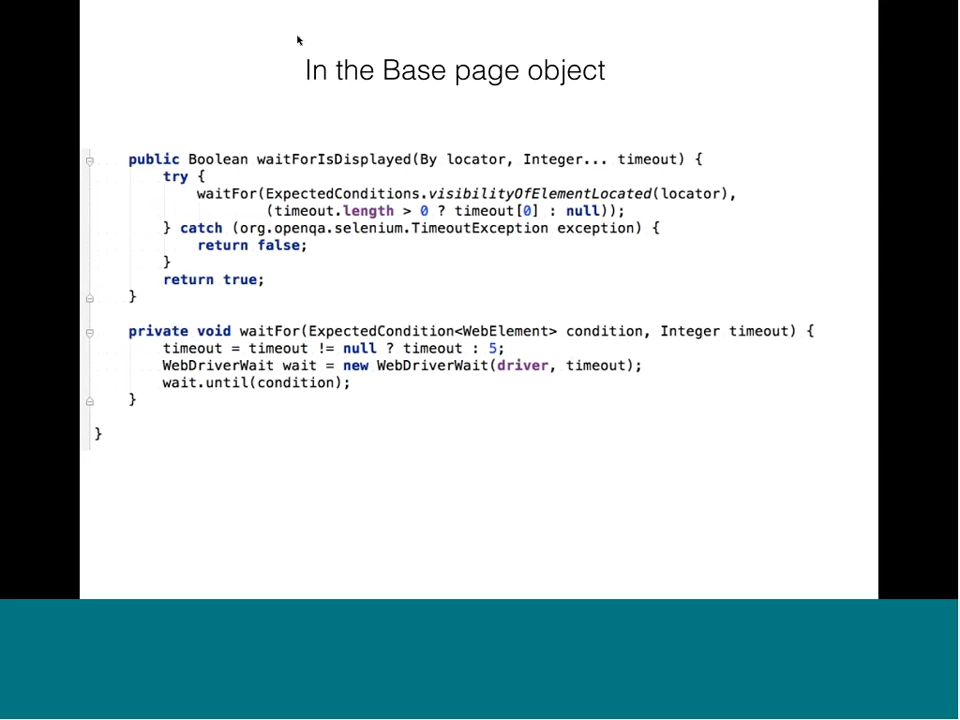 In the Base page object
public Boolean waitForIsDisplayed(By locator, Integer... timeout) {
try {
waitFor(ExpectedConditions.visibilityOfElementLocated(locator),
(timeout.length > 0 ? timeout[0] : null));
} catch (org.openqa.selenium.TimeoutException exception) {
return false;
}
return true;
}
private void waitFor(ExpectedCondition<WebElement> condition, Integer timeout) {
timeout = timeout != null ? timeout : 5;
WebDriverWait wait = new WebDriverWait(driver, timeout);
wait.until(condition);
}
}